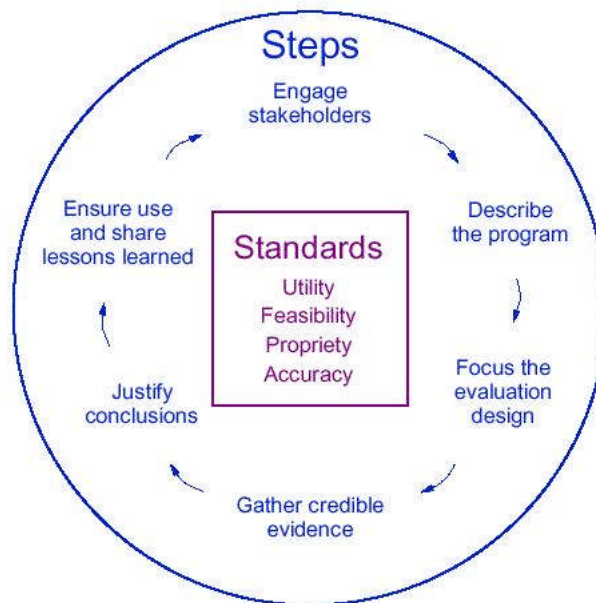 Steps
Engage
stakeholders
Describe
the program
Focus the
evaluation
design
Gather credible
evidence
Justify
conclusions
Ensure use
and share
lessons learned
Standards
Utility
Feasibility
Propriety
Accuracy